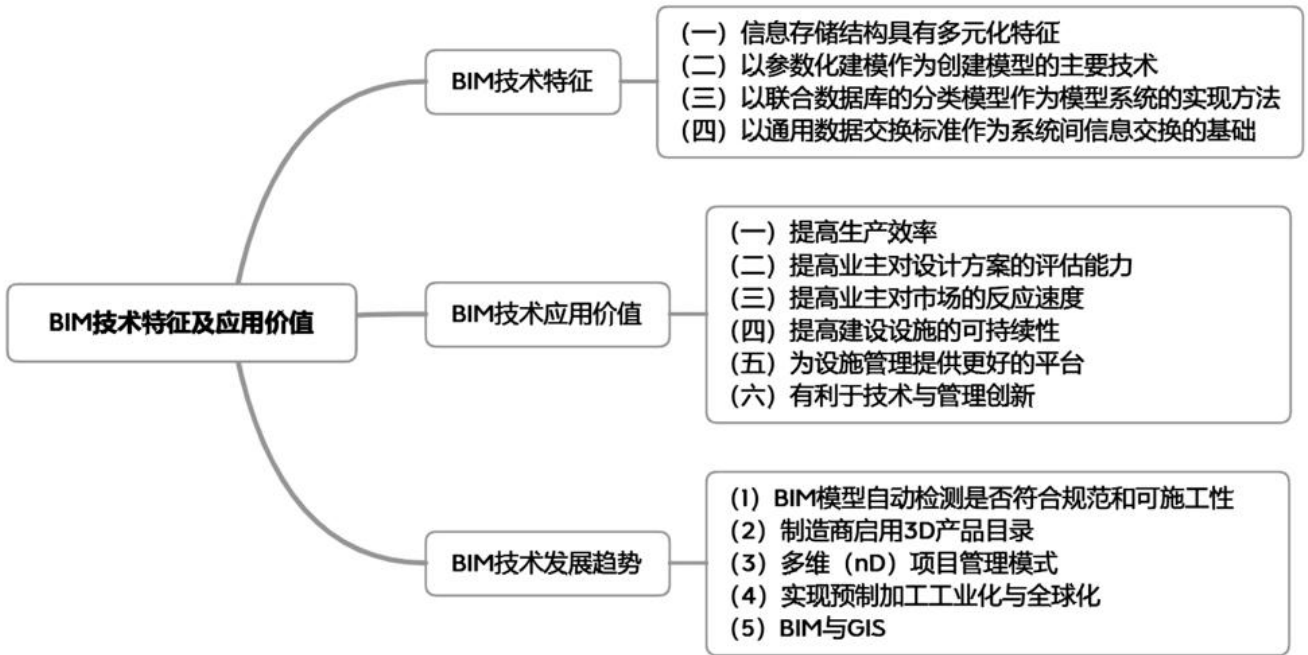 BIM技术特征及应用价值
BIM技术特征
（一）信息存储结构具有多元化特征
（二）以参数化建模作为创建模型的主要技术
（三）以联合数据库的分类模型作为模型系统的实现方法
（四）以通用数据交换标准作为系统间信息交换的基础
BIM技术应用价值
（一）提高生产效率
（二）提高业主对设计方案的评估能力
（三）提高业主对市场的反应速度
（四）提高建设设施的可持续性
（五）为设施管理提供更好的平台
（六）有利于技术与管理创新
BIM技术发展趋势
（1）BIM模型自动检测是否符合规范和可施工性
（2）制造商启用3D产品目录
（3）多维（nD）项目管理模式
（4）实现预制加工工业化与全球化
（5）BIM与GIS